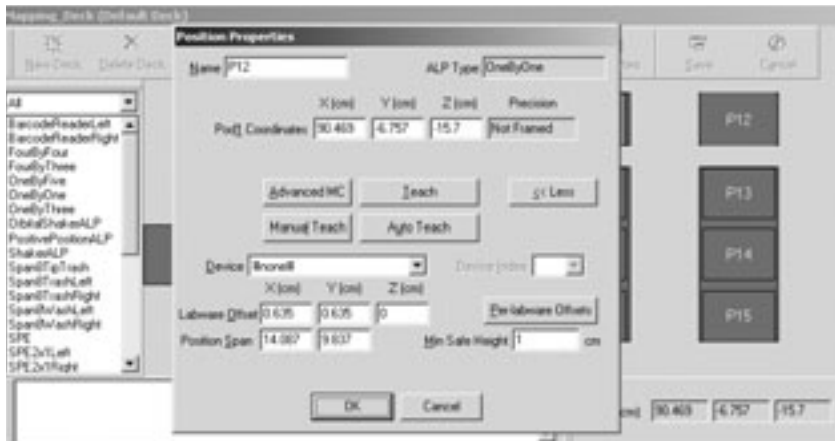 Mapping_Deck (Default Deck)
New Deck
Delete Deck
Save
Cancel
Position Properties
Name P12
ALP Type OneByOne
X (cm) Y (cm) Z (cm) Precision
Port1 Coordinates 90.469 -6.757 -15.7 Not Framed
Advanced MC Teach << Less
Manual Teach Auto Teach
Device
Device Index
X (cm) Y (cm) Z (cm)
Labware Offset 0.635 0.635 0
Per-labware Offsets
Position Span 14.087 9.837
Min Safe Height 1 cm
OK Cancel
All
BarcodeReaderLeft
BarcodeReaderRight
FourByFour
FourByThree
OneByFive
OneByOne
OneByThree
OrbitalShakerALP
PositivePositionALP
ShakerALP
Span8TipTrash
Span8TrashLeft
Span8TrashRight
Span8WashLeft
Span8WashRight
SPE
SPE2x1Left
SPE2x1Right
P12
P13
P14
P15
cm) 90.469 -6.757 -15.7